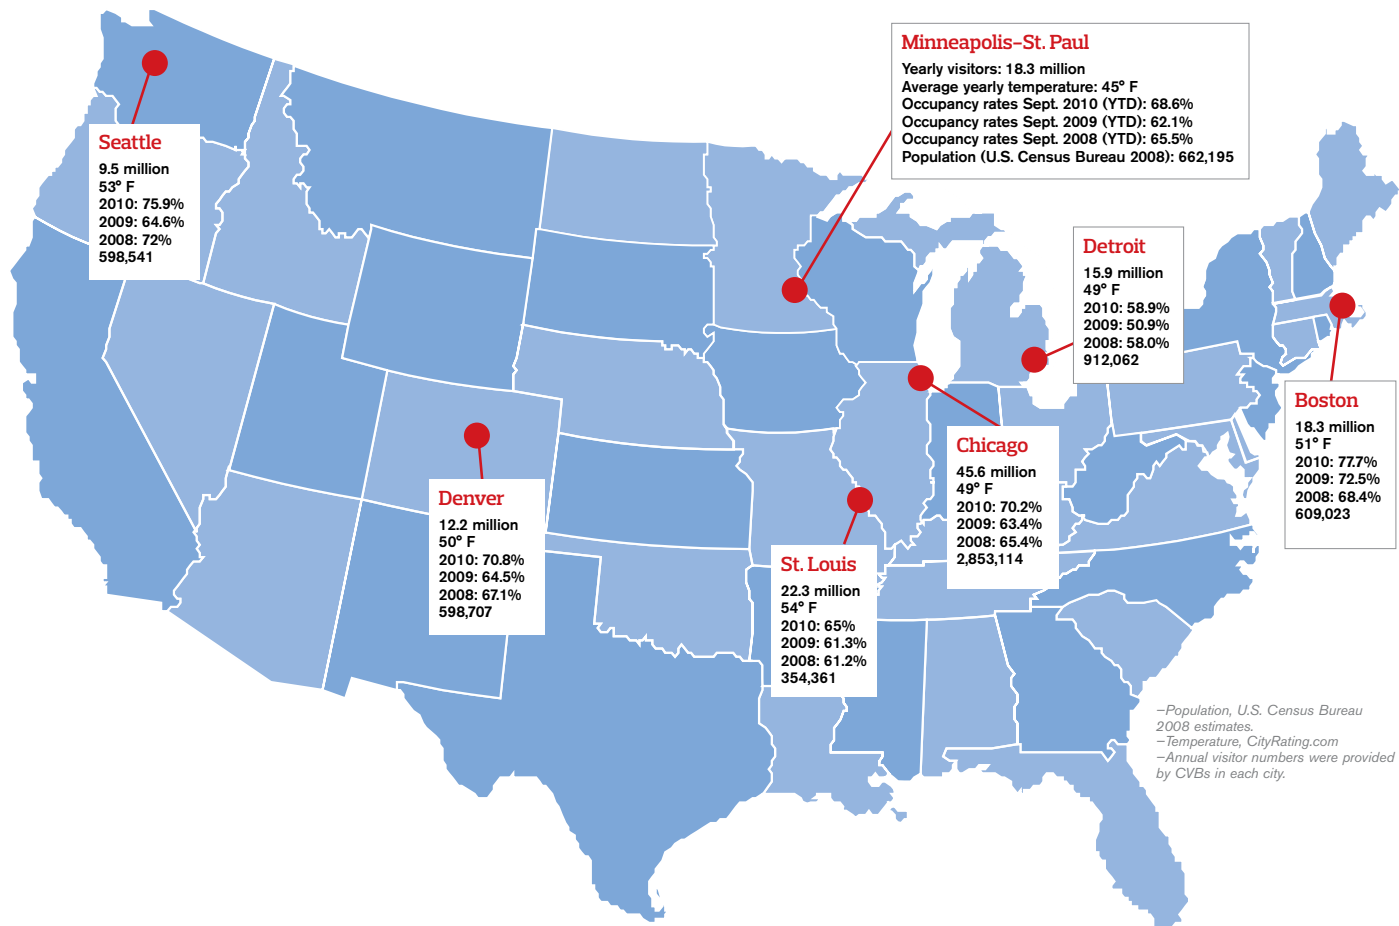 Minneapolis–St. Paul
Yearly visitors: 18.3 million
Average yearly temperature: 45° F
Occupancy rates Sept. 2010 (YTD): 68.6%
Occupancy rates Sept. 2009 (YTD): 62.1%
Occupancy rates Sept. 2008 (YTD): 65.5%
Population (U.S. Census Bureau 2008): 662,195
Seattle
9.5 million
53° F
2010: 75.9%
2009: 64.6%
2008: 72%
598,541
Detroit
15.9 million
49° F
2010: 58.9%
2009: 50.9%
2008: 58.0%
912,062
Boston
18.3 million
51° F
2010: 77.7%
2009: 72.5%
2008: 68.4%
609,023
Chicago
45.6 million
49° F
2010: 70.2%
2009: 63.4%
2008: 65.4%
2,853,114
Denver
12.2 million
50° F
2010: 70.8%
2009: 64.5%
2008: 67.1%
598,707
St. Louis
22.3 million
54° F
2010: 65%
2009: 61.3%
2008: 61.2%
354,361
–Population, U.S. Census Bureau
2008 estimates.
–Temperature, CityRating.com
–Annual visitor numbers were provided
by CVBs in each city.